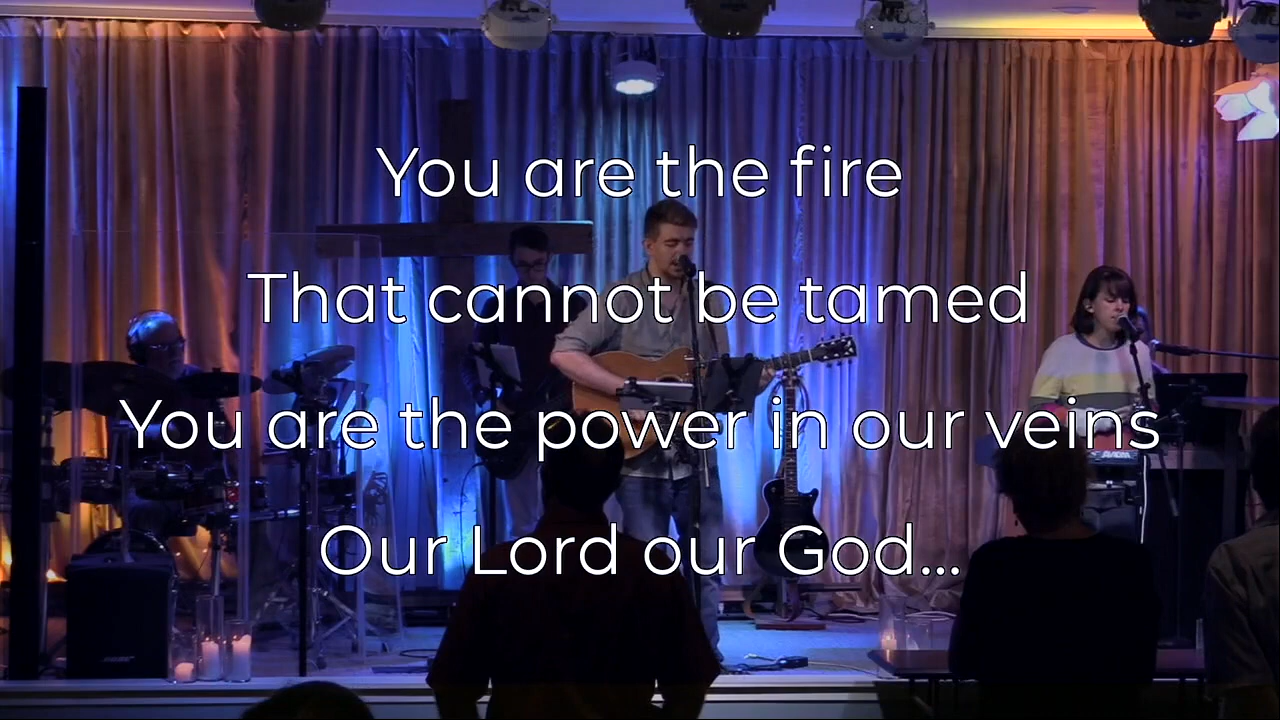 You are the fire
That cannot be tamed
You are the power in our veins
Our Lord our God...